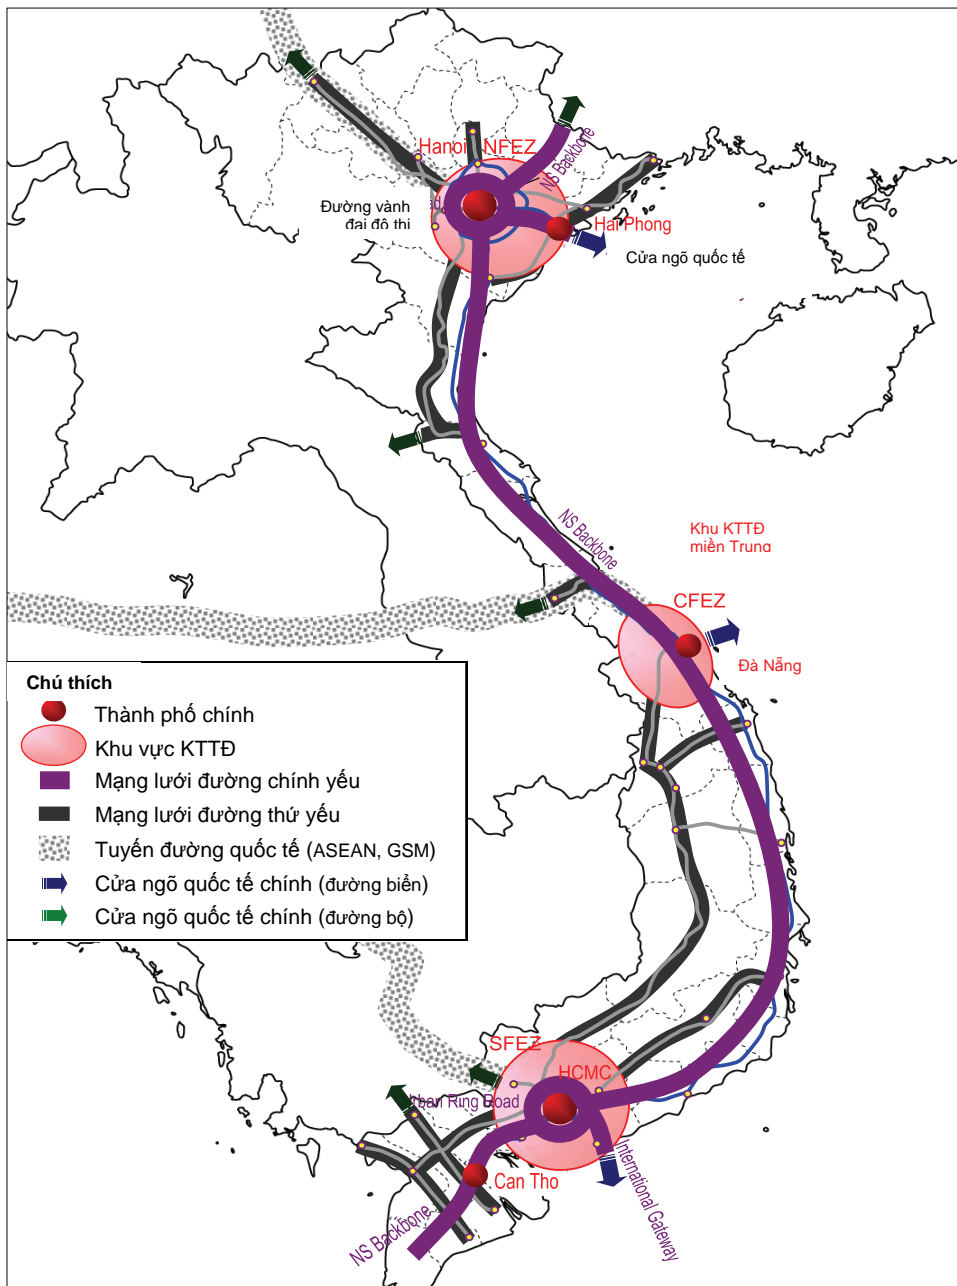 Hanoi NFEZ
NS Backbone
Đường vành
đai đô thị
Hai Phong
Cửa ngõ quốc tế
NS Backbone
Khu KTTĐ
miền Trung
CFEZ
Đà Nẵng
Chú thích
Thành phố chính
Khu vực KTTĐ
Mạng lưới đường chính yếu
Mạng lưới đường thứ yếu
Tuyến đường quốc tế (ASEAN, GSM)
Cửa ngõ quốc tế chính (đường biển)
Cửa ngõ quốc tế chính (đường bộ)
SFEZ
HCMC
rban Ring Road
International Gateway
Can Tho
NS Backbone